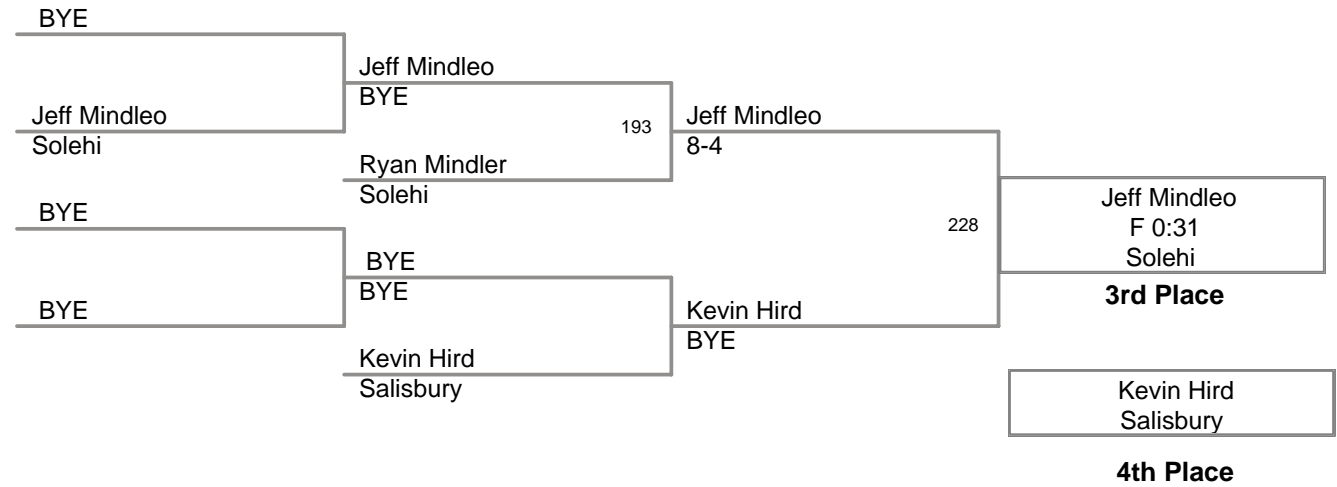 BYE
Jeff Mindleo
BYE
Jeff Mindleo
Solehi
193
Jeff Mindleo
8-4
Ryan Mindler
Solehi
Jeff Mindleo
F 0:31
Solehi
3rd Place
BYE
228
BYE
BYE
BYE
Kevin Hird
BYE
Kevin Hird
Salisbury
Kevin Hird
Salisbury
4th Place